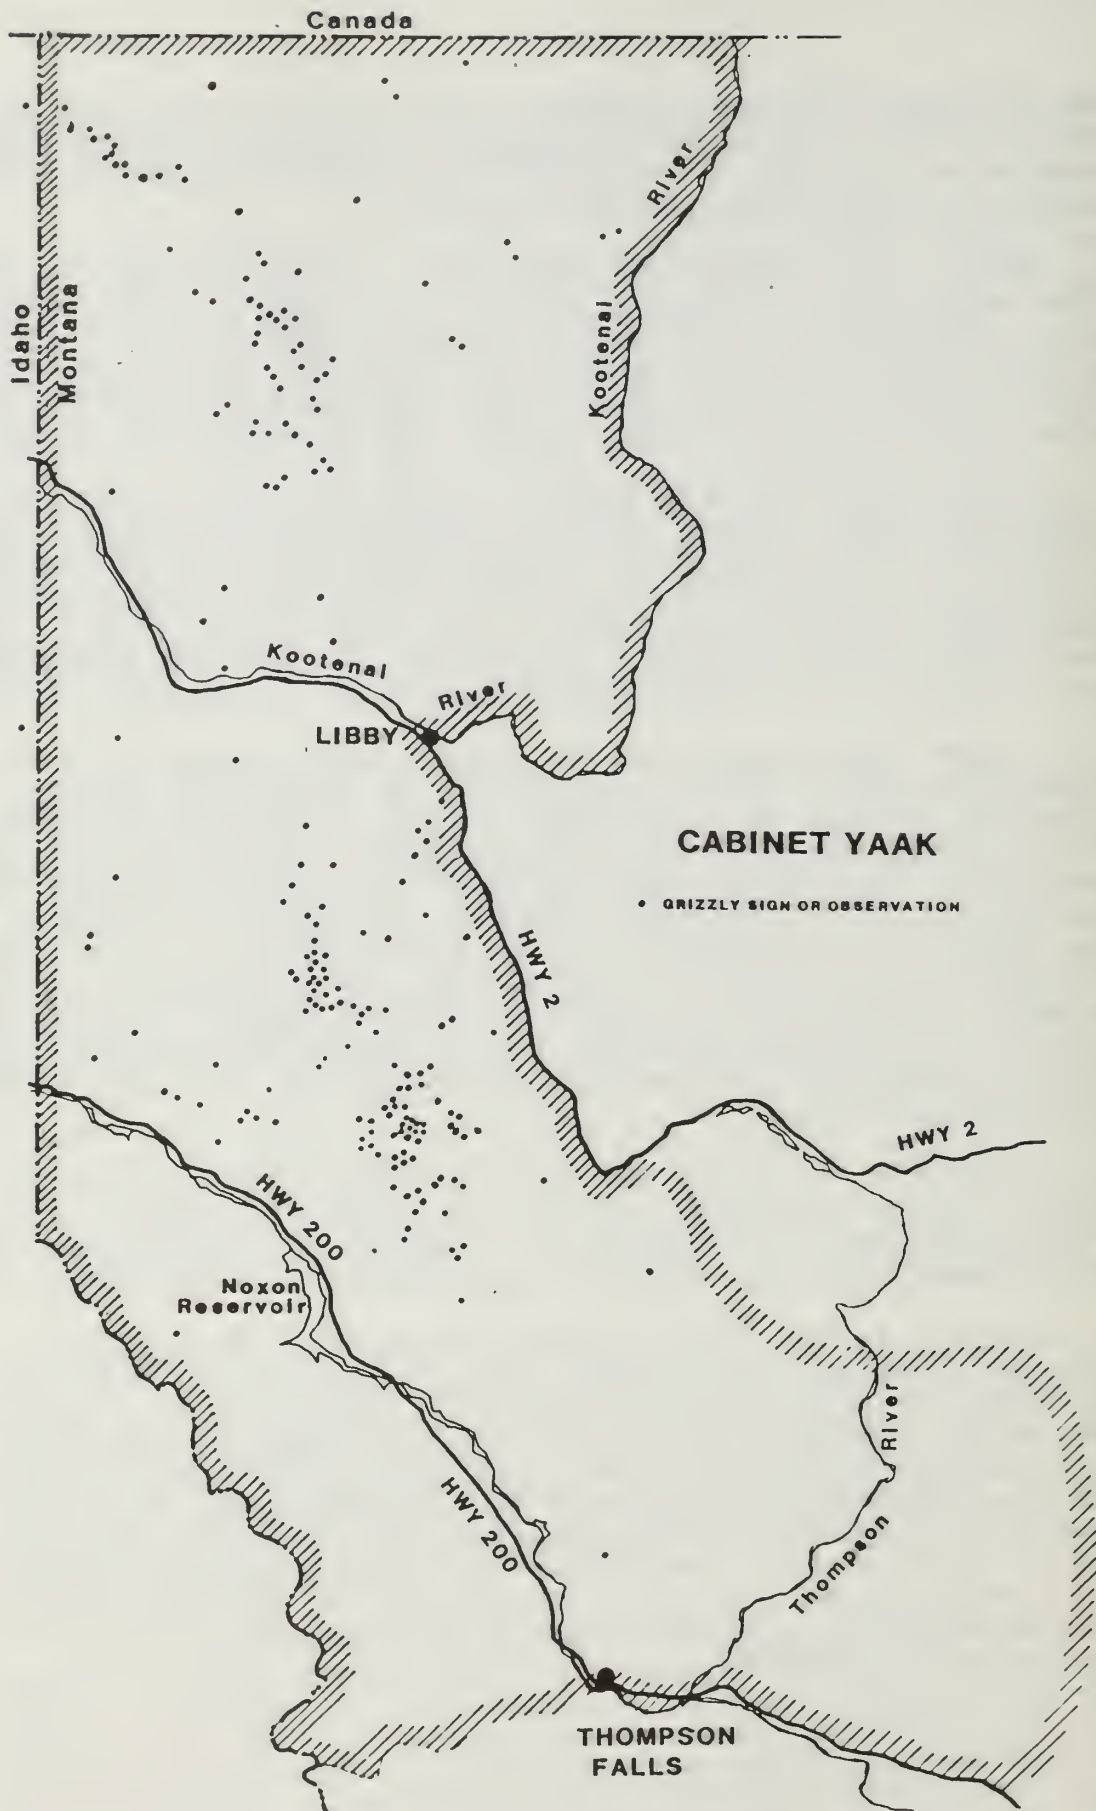 Canada
River
Idaho
Montana
Kootenai
Kootenai
River
LIBBY
CABINET YAAK
GRIZZLY SIGN OR OBSERVATION
HWY 2
HWY 2
HWY 200
Noxon
Reservoir
River
HWY 200
Thompson
THOMPSON
FALLS